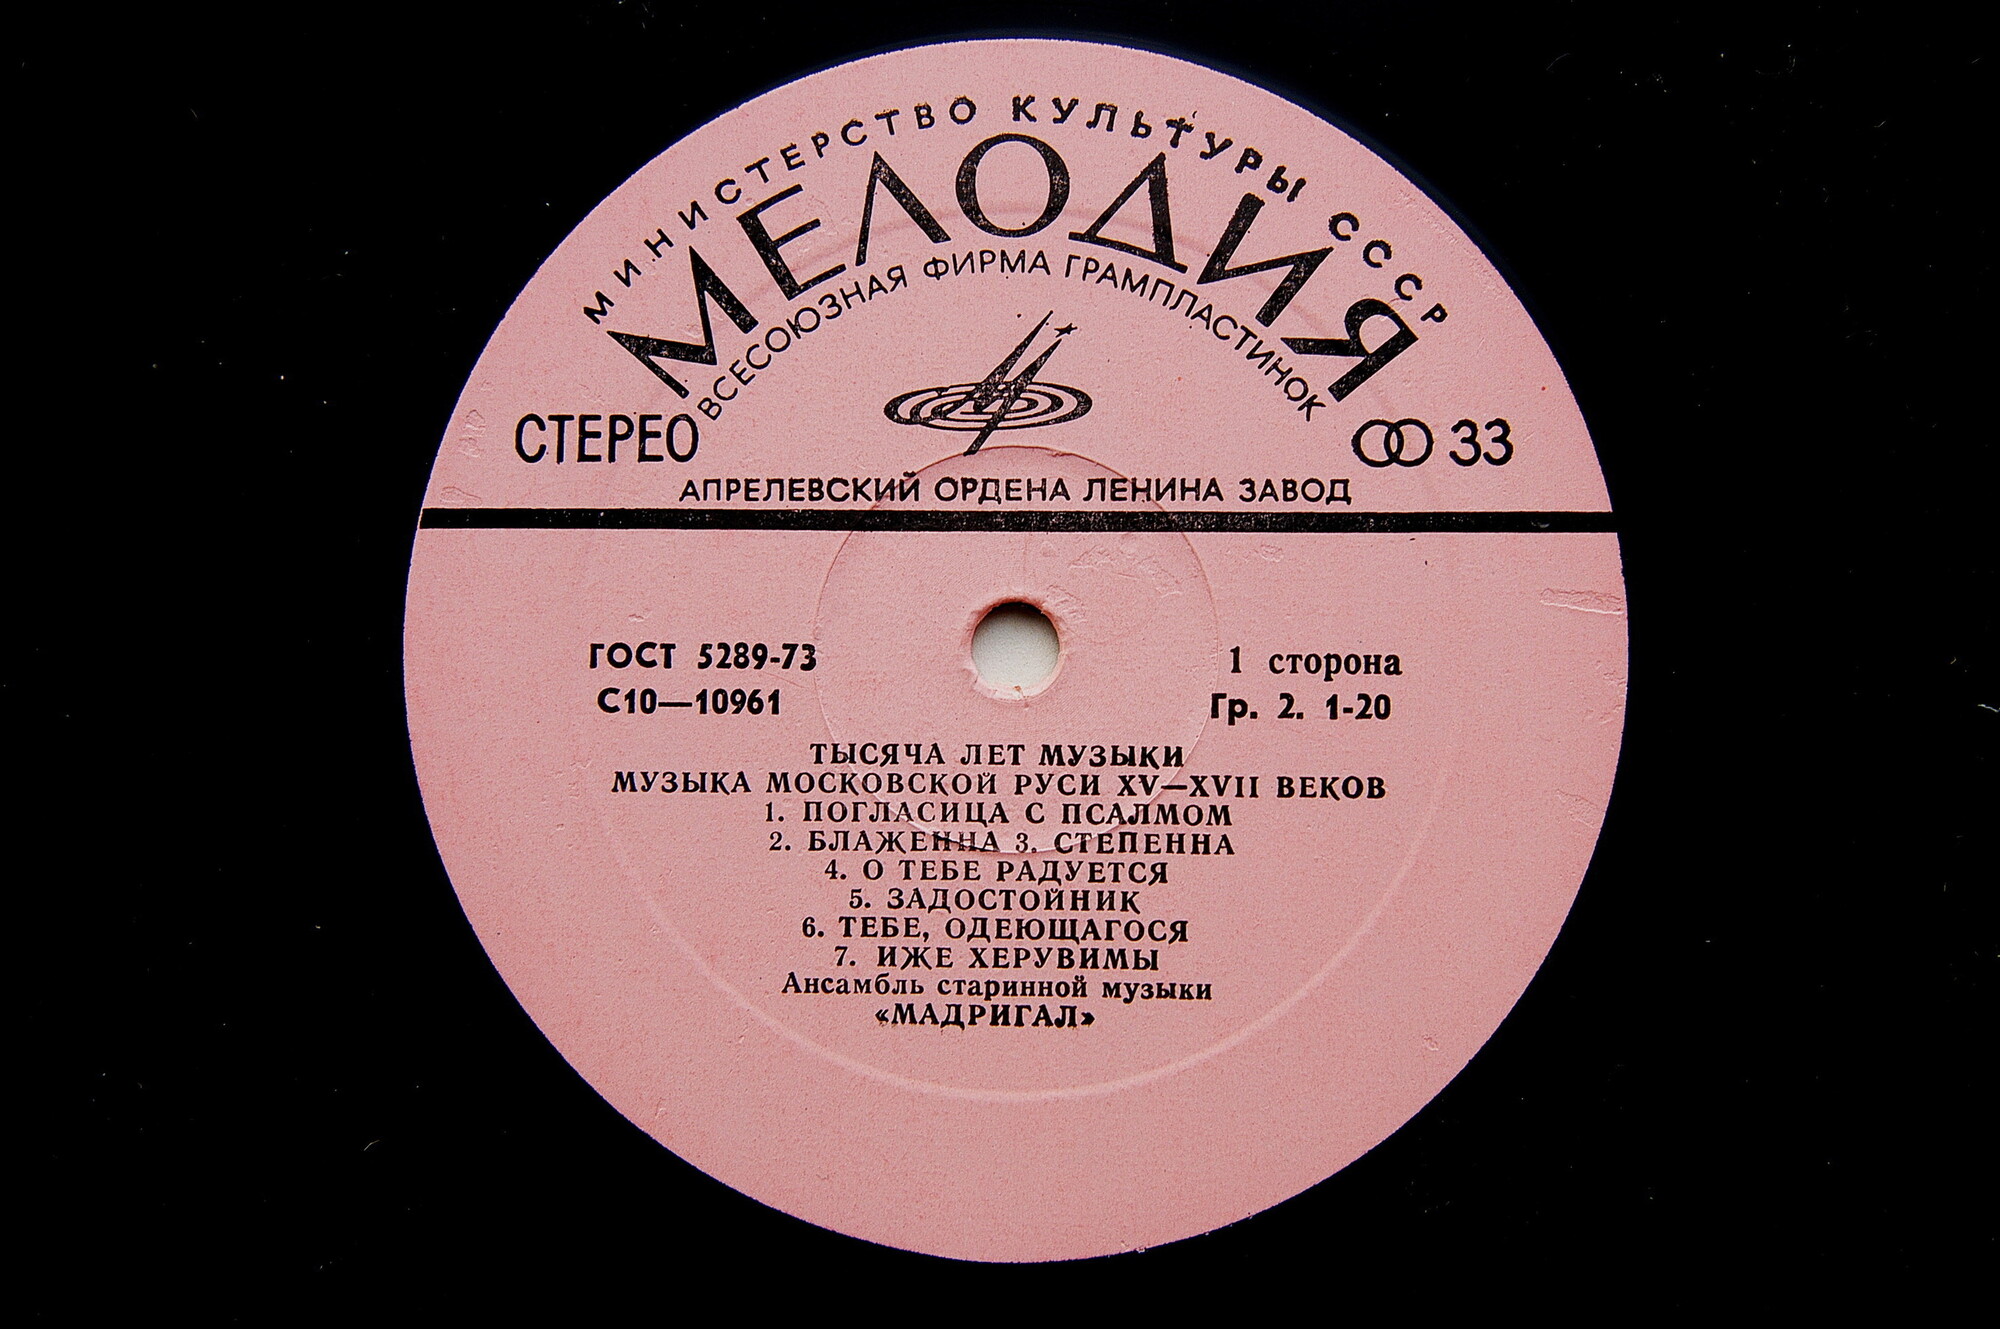 МИНИСТЕРСТВО КУЛЬТУРЫ СССР
МЕЛОДИЯ
ВСЕСОЮЗНАЯ ФИРМА ГРАМПЛАСТИНОК
СТЕРЕО
33
АПРЕЛЕВСКИЙ ОРДЕНА ЛЕНИНА ЗАВОД
ГОСТ 5289-73
С10—10961
1 сторона
Гр. 2. 1-20
ТЫСЯЧА ЛЕТ МУЗЫКИ
МУЗЫКА МОСКОВСКОЙ РУСИ XV—XVII ВЕКОВ
1. ПОГЛАСИЦА С ПСАЛМОМ
2. БЛАЖЕННА 3. СТЕПЕННА
4. О ТЕБЕ РАДУЕТСЯ
5. ЗАДОСТОЙНИК
6. ТЕБЕ, ОДЕЮЩАГОСЯ
7. ИЖЕ ХЕРУВИМЫ
Ансамбль старинной музыки
«МАДРИГАЛ»